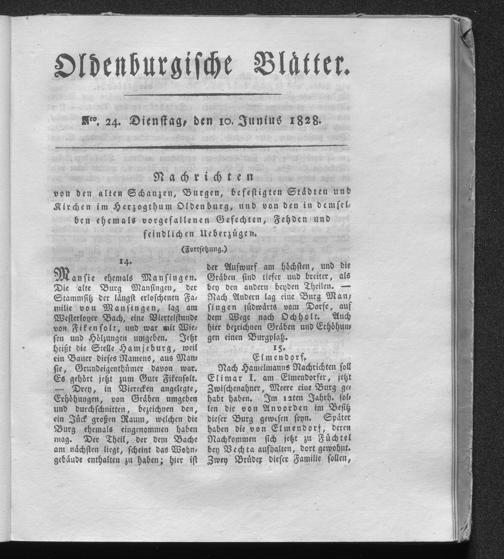 Oldenburgische Blätter.
Nro. 24. Dienstag, den 10. Junius 1828.
Nachrichten
von den alten Schanzen, Burgen, befestigten Städten und
Kirchen im Herzogthum Oldenburg, und von den in demsel-
ben ehemals vorgefallenen Gefechten, Fehden und
feindlichen Ueberzügen.
(Fortsetzung.)
14.
Mansie ehemals Mansingen.
Die alte Burg Mansingen, der
Stammsitz der längst erloschenen Fa-
milie von Mansingen, lag am
Westerloyer Bach, eine Viertelstunde
von Fikensolt, und war mit Wie-
sen und Hölzungen umgeben. Jetzt
heißt die Stelle Hamjeburg, weil
ein Bauer dieses Namens, aus Man-
sie, Grundeigenthümer davon war.
Es gehört jetzt zum Gute Fikensolt.
— Drey, in Vierecken angelegte,
Erhöhungen, von Gräben umgeben
und durchschnitten, bezeichnen den,
ein Jück großen Raum, welchen die
Burg ehemals eingenommen haben
mag. Der Theil, der dem Bache
am nächsten liegt, scheint das Wohn-
gebäude enthalten zu haben; hier ist
der Aufwurf am höchsten, und die
Gräben sind tiefer und breiter, als
bey den andern beyden Theilen. —
Nach Andern lag eine Burg Man-
singen südwärts vom Dorfe, auf
dem Wege nach Ocholt. Auch
hier bezeichnen Gräben und Erhöhun-
gen einen Burgplatz.
15.
Elmendorf.
Nach Hamelmanns Nachrichten soll
Elimar I. am Elmendorfer, jetzt
Zwischenahner, Meere eine Burg ge-
habt haben. Im 12ten Jahrh. sol-
len die von Anvorden im Besitz
dieser Burg gewesen seyn. Später
haben die von Elmendorf, deren
Nachkommen sich jetzt zu Füchtel
bey Vechta aufhalten, dort gewohnt.
Zwey Brüder dieser Familie sollen,